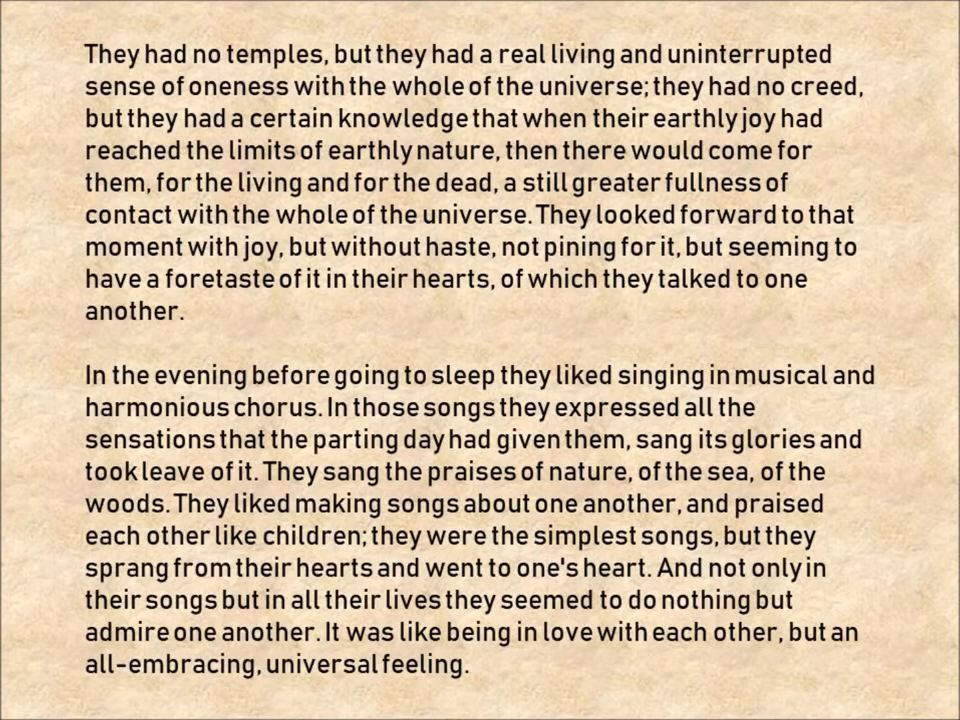 They had no temples, but they had a real living and uninterrupted
sense of oneness with the whole of the universe; they had no creed,
but they had a certain knowledge that when their earthly joy had
reached the limits of earthly nature, then there would come for
them, for the living and for the dead, a still greater fullness of
contact with the whole of the universe. They looked forward to that
moment with joy, but without haste, not pining for it, but seeming to
have a foretaste of it in their hearts, of which they talked to one
another.
In the evening before going to sleep they liked singing in musical and
harmonious chorus. In those songs they expressed all the
sensations that the parting day had given them, sang its glories and
took leave of it. They sang the praises of nature, of the sea, of the
woods. They liked making songs about one another, and praised
each other like children; they were the simplest songs, but they
sprang from their hearts and went to one's heart. And not only in
their songs but in all their lives they seemed to do nothing but
admire one another. It was like being in love with each other, but an
all-embracing, universal feeling.